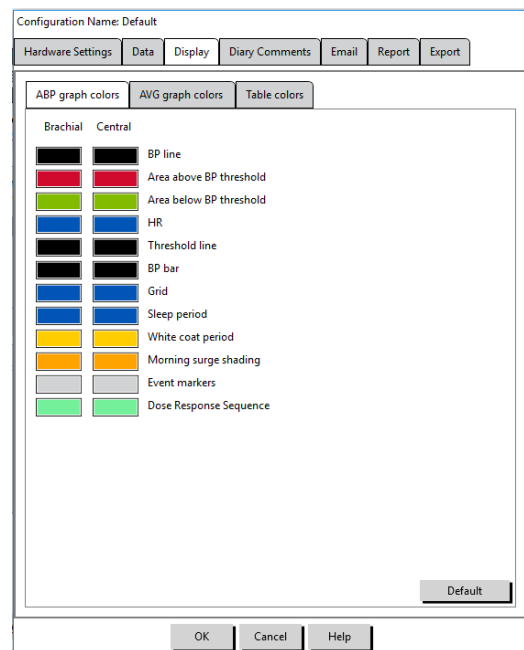 Configuration Name: Default
Hardware Settings Data Display Diary Comments Email Report Export
ABP graph colors AVG graph colors Table colors
Brachial Central
BP line
Area above BP threshold
Area below BP threshold
HR
Threshold line
BP bar
Grid
Sleep period
White coat period
Morning surge shading
Event markers
Dose Response Sequence
Default
OK Cancel Help